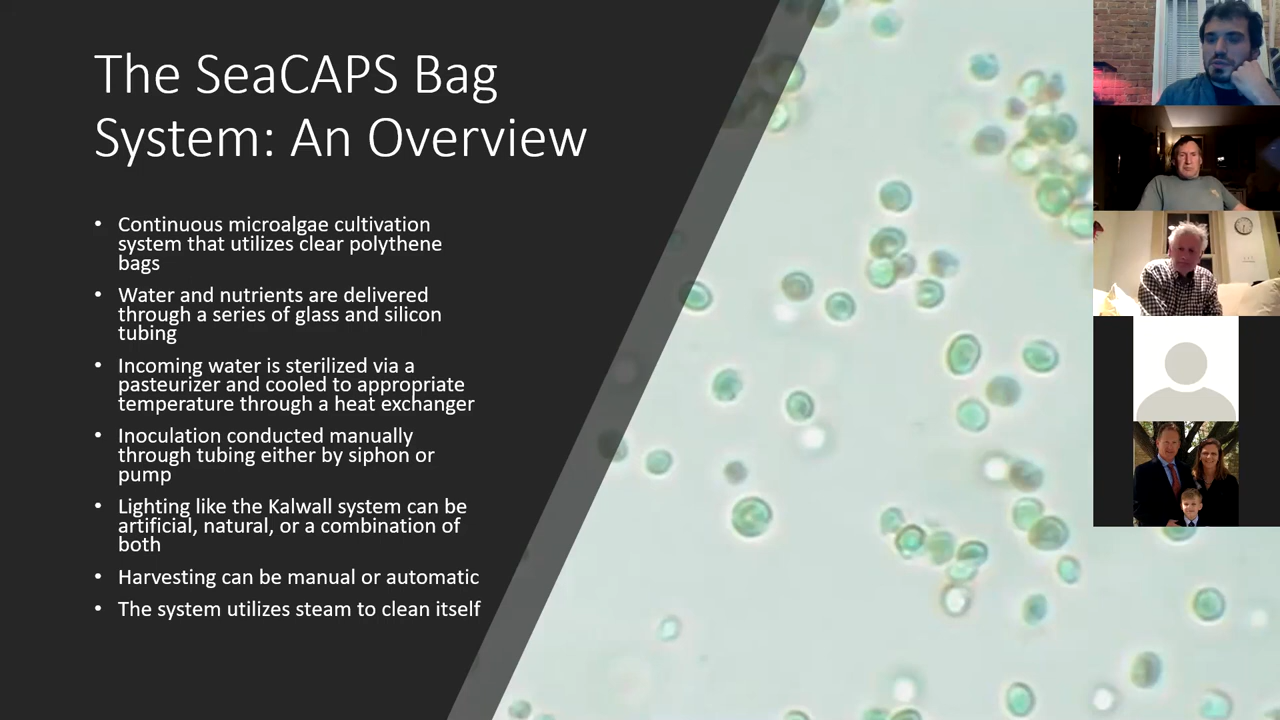 The SeaCAPS Bag
System: An Overview
• Continuous microalgae cultivation
system that utilizes clear polythene
bags
• Water and nutrients are delivered
through a series of glass and silicon
tubing
• Incoming water is sterilized via a
pasteurizer and cooled to appropriate
temperature through a heat exchanger
• Inoculation conducted manually
through tubing either by siphon or
pump
• Lighting like the Kalwall system can be
artificial, natural, or a combination of
both
• Harvesting can be manual or automatic
• The system utilizes steam to clean itself